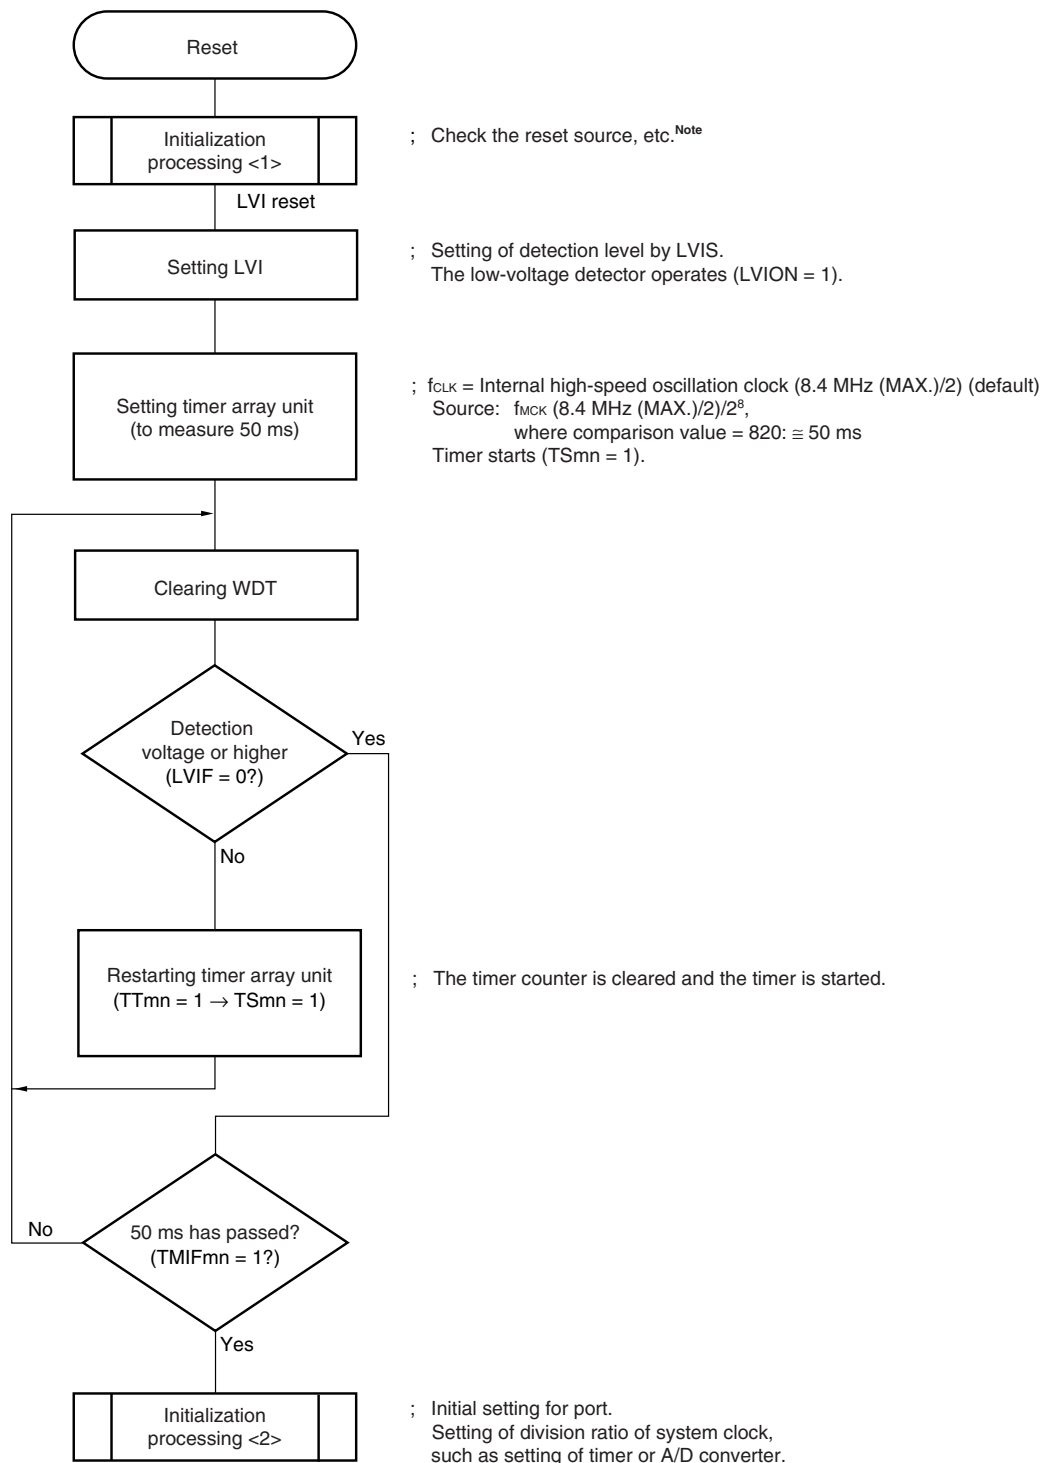 Reset
Initialization
processing <1>
; Check the reset source, etc.Note
LVI reset
Setting LVI
; Setting of detection level by LVIS.
The low-voltage detector operates (LVION = 1).
Setting timer array unit
(to measure 50 ms)
; fCLK = Internal high-speed oscillation clock (8.4 MHz (MAX.)/2) (default)
Source: fMCK (8.4 MHz (MAX.)/2)/2⁸,
where comparison value = 820: ≅ 50 ms
Timer starts (TSmn = 1).
Clearing WDT
Detection
voltage or higher
(LVIF = 0?)
Yes
No
Restarting timer array unit
(TTmn = 1 → TSmn = 1)
; The timer counter is cleared and the timer is started.
50 ms has passed?
(TMIFmn = 1?)
No
Yes
Initialization
processing <2>
; Initial setting for port.
Setting of division ratio of system clock,
such as setting of timer or A/D converter.